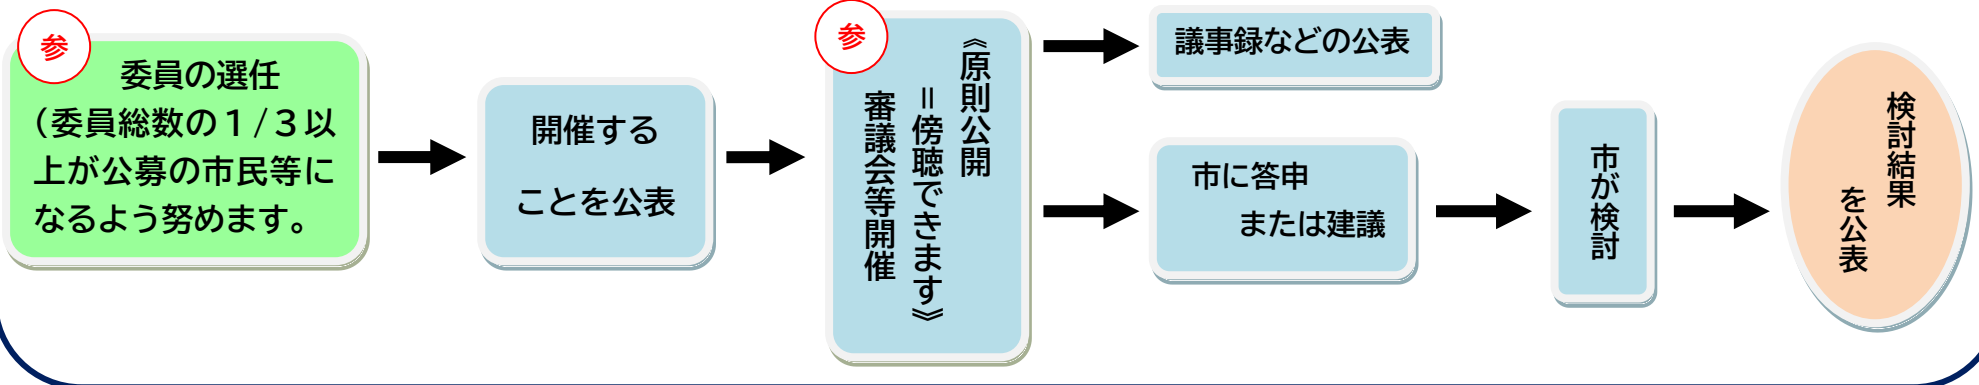 参
委員の選任
（委員総数の１/３以
上が公募の市民等に
なるよう努めます。
開催する
ことを公表
参
《原則公開
＝傍聴できます》
審議会等開催
議事録などの公表
市に答申
または建議
市が検討
検討結果
を公表